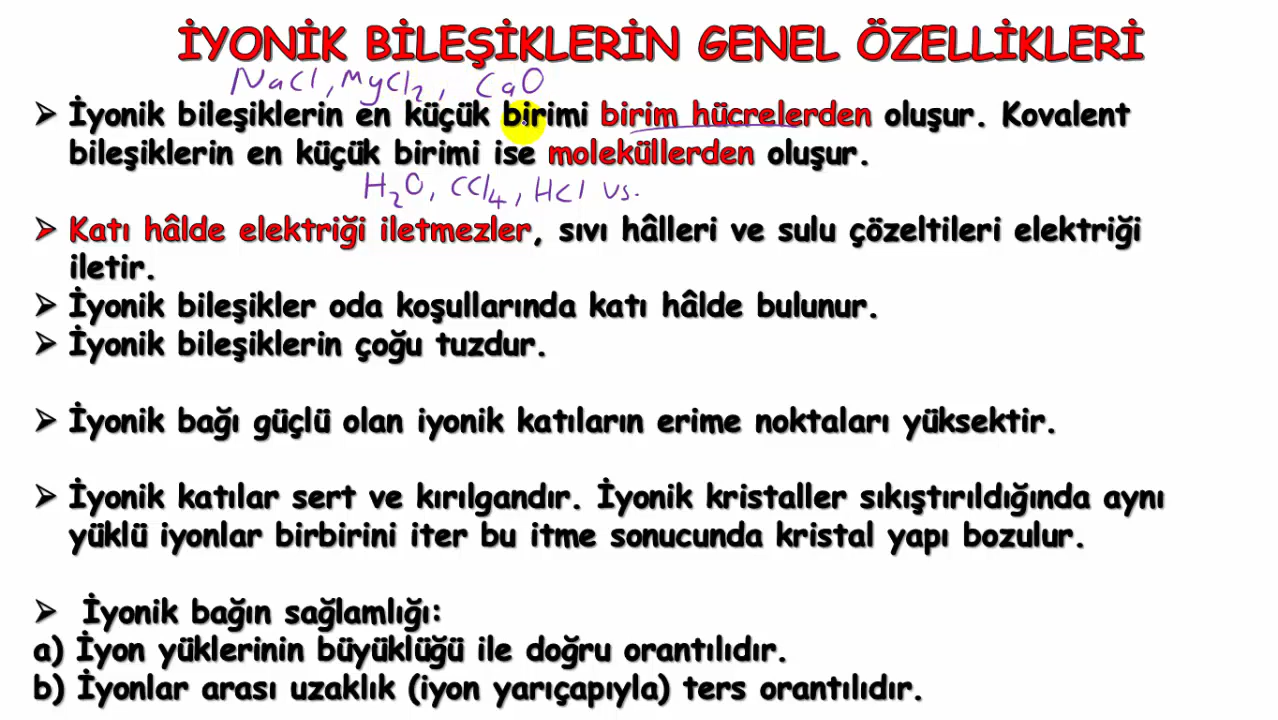 İYONİK BİLEŞİKLERİN GENEL ÖZELLİKLERİ
NaCl, MgCl2, CaO
➢ İyonik bileşiklerin en küçük birimi birim hücrelerden oluşur. Kovalent
bileşiklerin en küçük birimi ise moleküllerden oluşur.
H2O, CCl4, HCl vs.
➢ Katı hâlde elektriği iletmezler, sıvı hâlleri ve sulu çözeltileri elektriği
iletir.
➢ İyonik bileşikler oda koşullarında katı hâlde bulunur.
➢ İyonik bileşiklerin çoğu tuzdur.
➢ İyonik bağı güçlü olan iyonik katıların erime noktaları yüksektir.
➢ İyonik katılar sert ve kırılgandır. İyonik kristaller sıkıştırıldığında aynı
yüklü iyonlar birbirini iter bu itme sonucunda kristal yapı bozulur.
➢ İyonik bağın sağlamlığı:
a) İyon yüklerinin büyüklüğü ile doğru orantılıdır.
b) İyonlar arası uzaklık (iyon yarıçapıyla) ters orantılıdır.